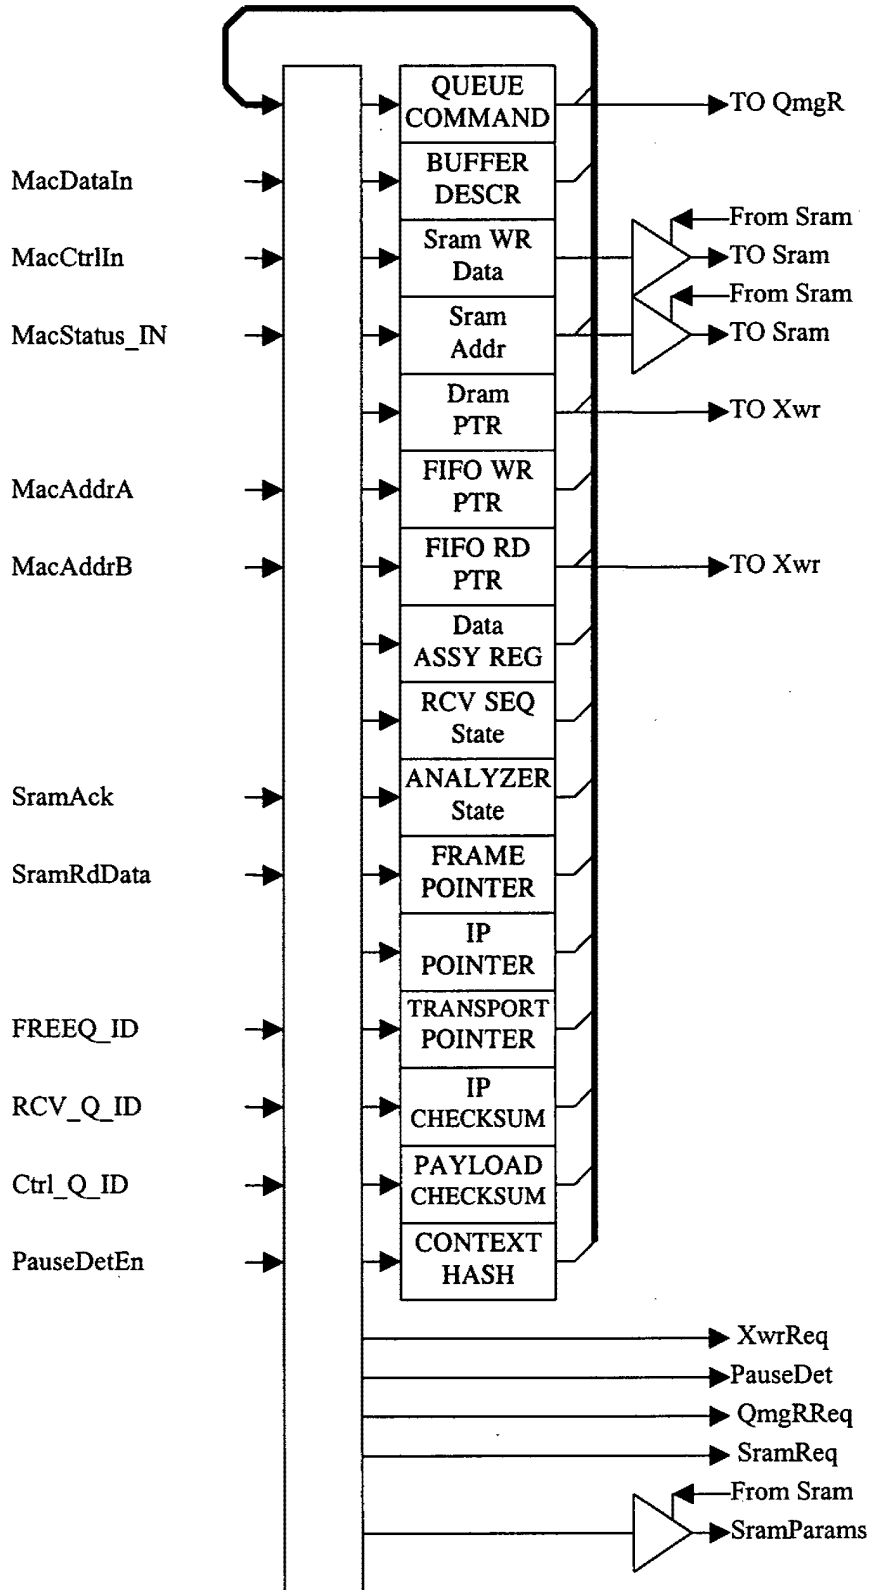 QUEUE
COMMAND
TO QmgR
MacDataIn
BUFFER
DESCR
From Sram
MacCtrlIn
Sram WR
Data
TO Sram
From Sram
MacStatus_IN
Sram
Addr
TO Sram
Dram
PTR
TO Xwr
MacAddrA
FIFO WR
PTR
MacAddrB
FIFO RD
PTR
TO Xwr
Data
ASSY REG
RCV SEQ
State
SramAck
ANALYZER
State
SramRdData
FRAME
POINTER
IP
POINTER
FREEQ_ID
TRANSPORT
POINTER
RCV_Q_ID
IP
CHECKSUM
Ctrl_Q_ID
PAYLOAD
CHECKSUM
PauseDetEn
CONTEXT
HASH
XwrReq
PauseDet
QmgRReq
SramReq
From Sram
SramParams